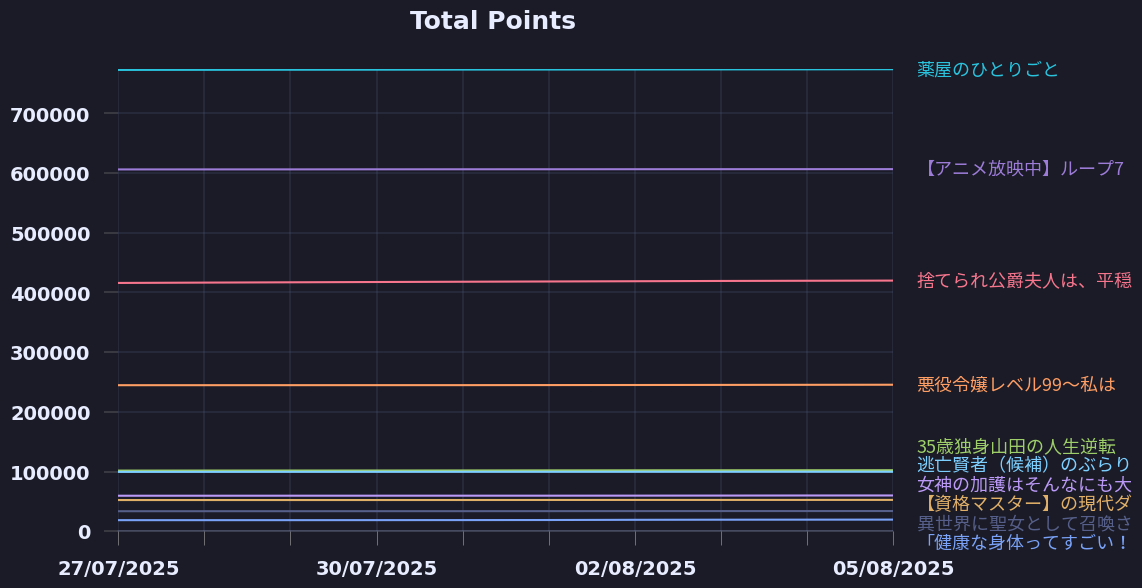 Total Points
薬屋のひとりごと
700000
【アニメ放映中】ループ7
600000
500000
捨てられ公爵夫人は、平穏
400000
300000
悪役令嬢レベル99～私は
200000
35歳独身山田の人生逆転
逃亡賢者（候補）のぶらり
100000
女神の加護はそんなにも大
【資格マスター】の現代ダ
異世界に聖女として召喚さ
0
「健康な身体ってすごい！
27/07/2025 30/07/2025 02/08/2025 05/08/2025